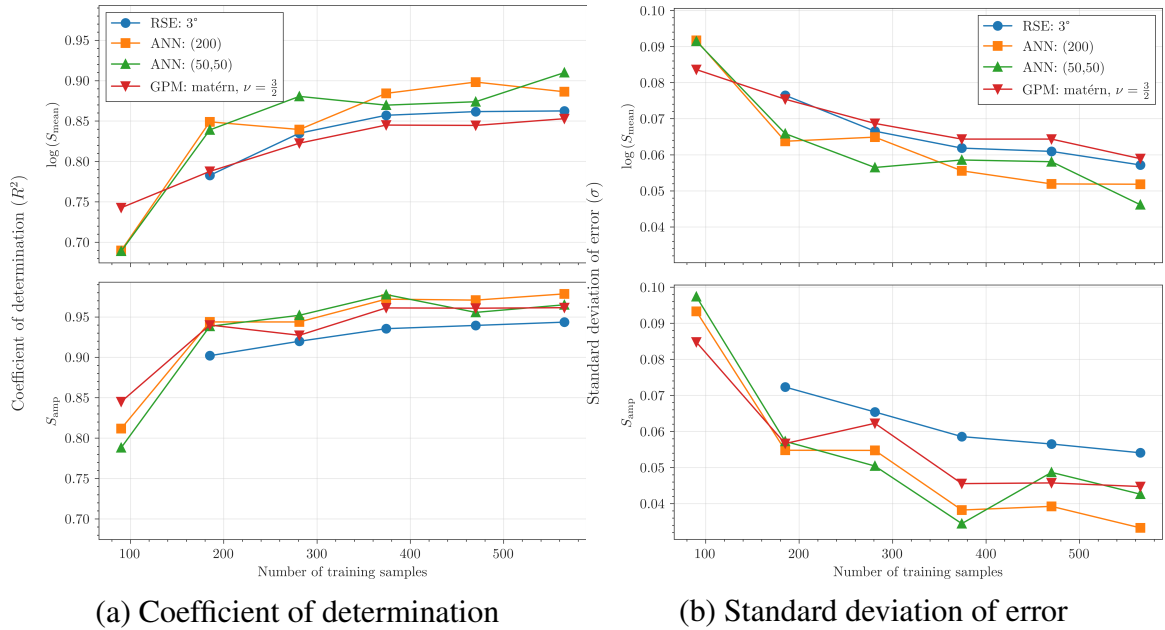 RSE: 3°
ANN: (200)
ANN: (50,50)
GPM: matérn, ν = 3/2
0.95
0.90
0.85
0.80
0.75
0.70
log (S_mean)
Coefficient of determination (R²)
0.95
0.90
0.85
0.80
0.75
0.70
S_amp
100
200
300
400
500
Number of training samples
(a) Coefficient of determination
RSE: 3°
ANN: (200)
ANN: (50,50)
GPM: matérn, ν = 3/2
0.10
0.09
0.08
0.07
0.06
0.05
0.04
log (S_mean)
Standard deviation of error (σ)
0.10
0.09
0.08
0.07
0.06
0.05
0.04
S_amp
100
200
300
400
500
Number of training samples
(b) Standard deviation of error